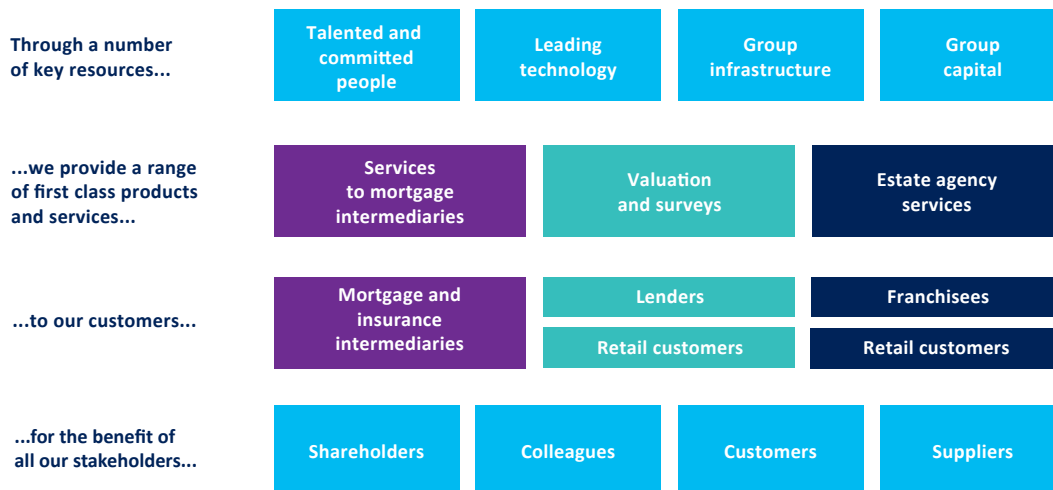 Through a number
of key resources...
Talented and
committed
people
Leading
technology
Group
infrastructure
Group
capital
...we provide a range
of first class products
and services...
Services
to mortgage
intermediaries
Valuation
and surveys
Estate agency
services
...to our customers...
Mortgage and
insurance
intermediaries
Lenders
Retail customers
Franchisees
Retail customers
...for the benefit of
all our stakeholders...
Shareholders
Colleagues
Customers
Suppliers